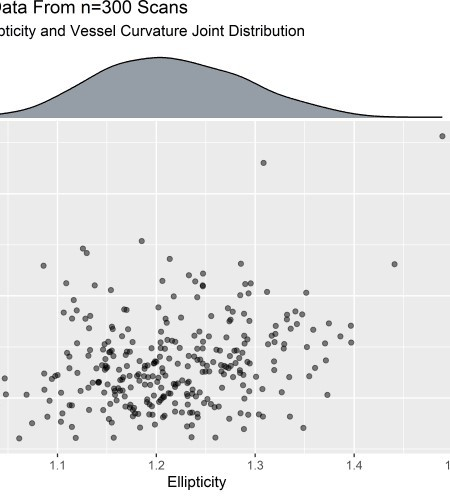 Data From n=300 Scans
pticity and Vessel Curvature Joint Distribution
1.1 1.2 1.3 1.4 1
Ellipticity